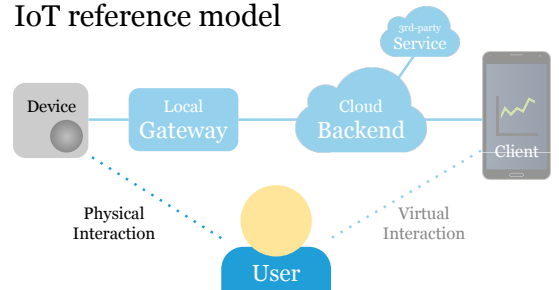 IoT reference model
3rd-party
Service
Device
Local
Gateway
Cloud
Backend
Client
Physical
Interaction
Virtual
Interaction
User